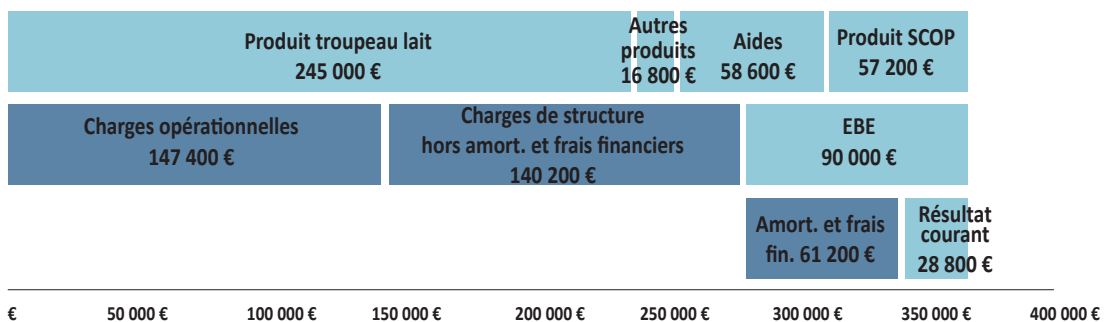 Produit troupeau lait
245 000 €
Autres
produits
16 800 €
Aides
58 600 €
Produit SCOP
57 200 €
Charges opérationnelles
147 400 €
Charges de structure
hors amort. et frais financiers
140 200 €
EBE
90 000 €
Amort. et frais
fin. 61 200 €
Résultat
courant
28 800 €
€ 50 000 € 100 000 € 150 000 € 200 000 € 250 000 € 300 000 € 350 000 € 400 000 €